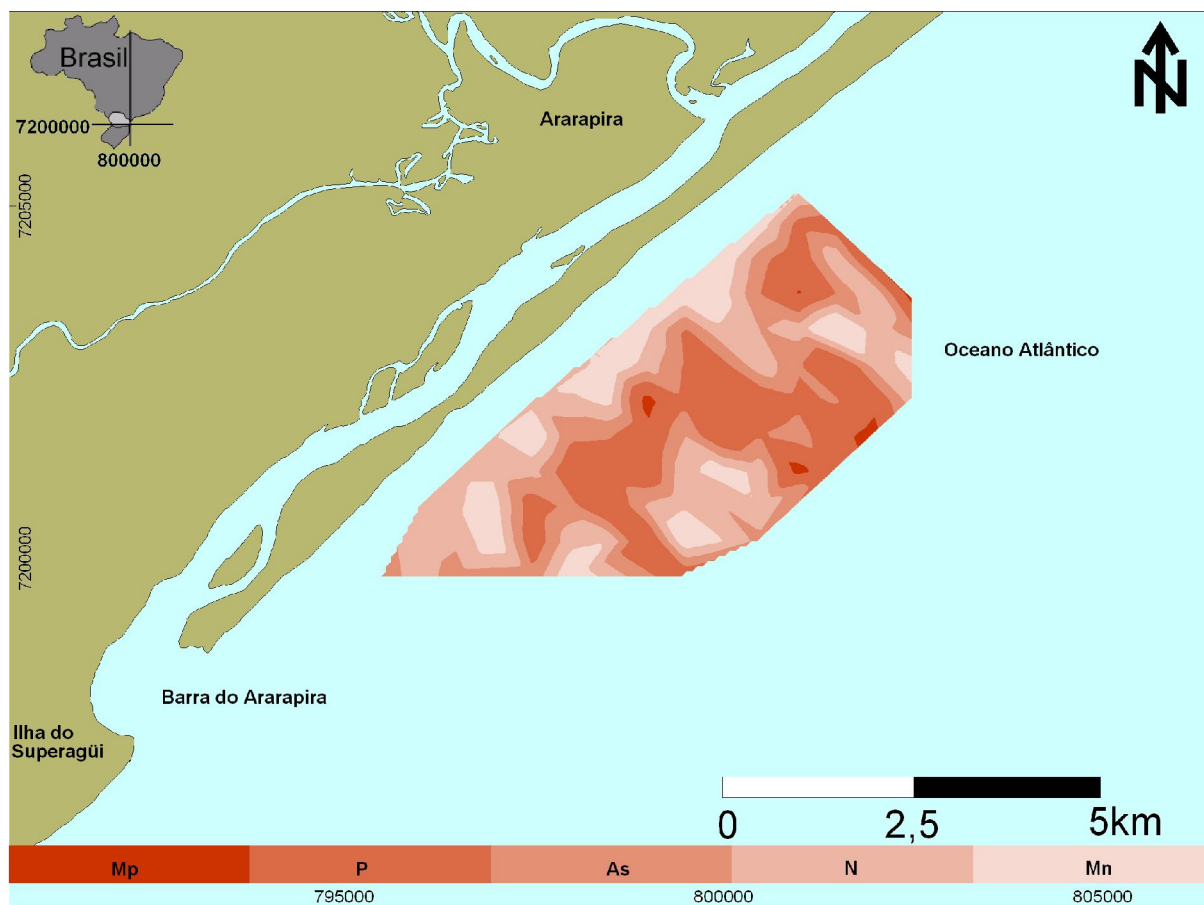 Brasil
7200000
800000
N
Ararapira
7205000
Oceano Atlântico
7200000
Barra do Ararapira
Ilha do
Superagüi
0 2,5 5km
Mp P As N Mn
795000 800000 805000